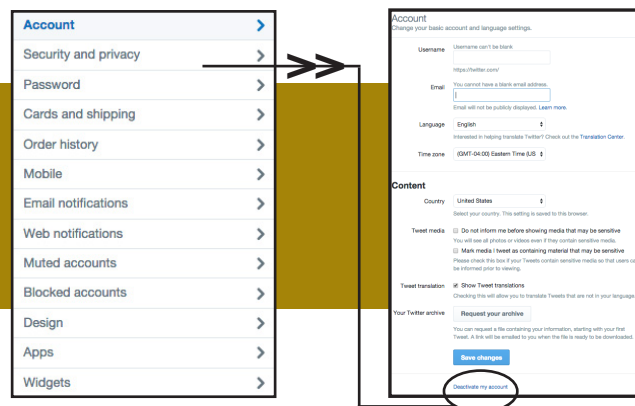 Account
Security and privacy
Password
Cards and shipping
Order history
Mobile
Email notifications
Web notifications
Muted accounts
Blocked accounts
Design
Apps
Widgets
Account
Change your basic account and language settings.
Username
Username can't be blank
https://twitter.com/
Email
You cannot have a blank email address.
Email will not be publicly displayed. Learn more.
Language
English
Interested in helping translate Twitter? Check out the Translation Center.
Time zone
(GMT-04:00) Eastern Time (US
Content
Country
United States
Select your country. This setting is saved to this browser.
Tweet media
Do not inform me before showing media that may be sensitive
You will see all photos or videos even if they contain sensitive media.
Mark media I tweet as containing material that may be sensitive
Please check this box if your Tweets contain sensitive media so that users ca
be informed prior to viewing.
Tweet translation
Show Tweet translations
Checking this will allow you to translate Tweets that are not in your language.
Your Twitter archive
Request your archive
You can request a file containing your information, starting with your first
Tweet. A link will be emailed to you when the file is ready to be downloaded.
Save changes
Deactivate my account